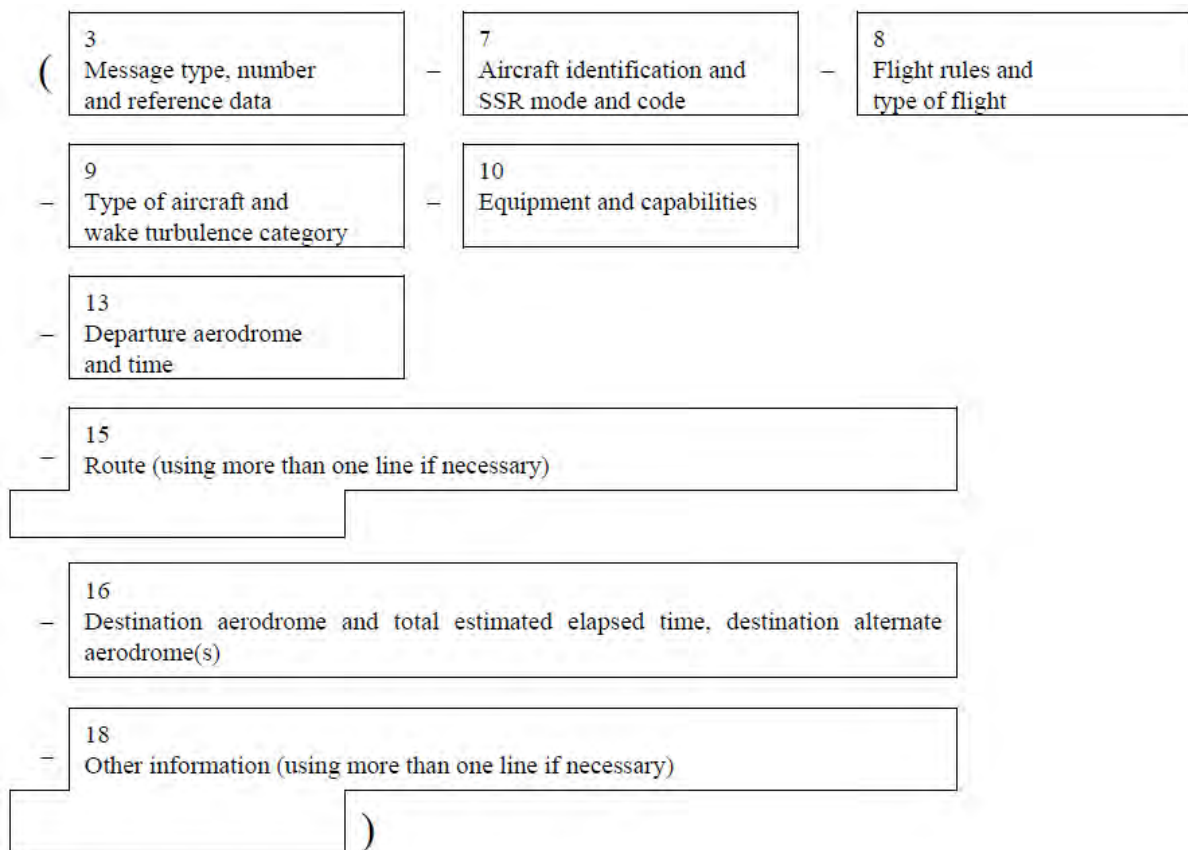 3
7
8
( Message type, number – Aircraft identification and – Flight rules and
and reference data
SSR mode and code
type of flight
9
10
– Type of aircraft and – Equipment and capabilities
wake turbulence category
13
– Departure aerodrome
and time
15
– Route (using more than one line if necessary)
16
– Destination aerodrome and total estimated elapsed time, destination alternate
aerodrome(s)
18
– Other information (using more than one line if necessary)
)